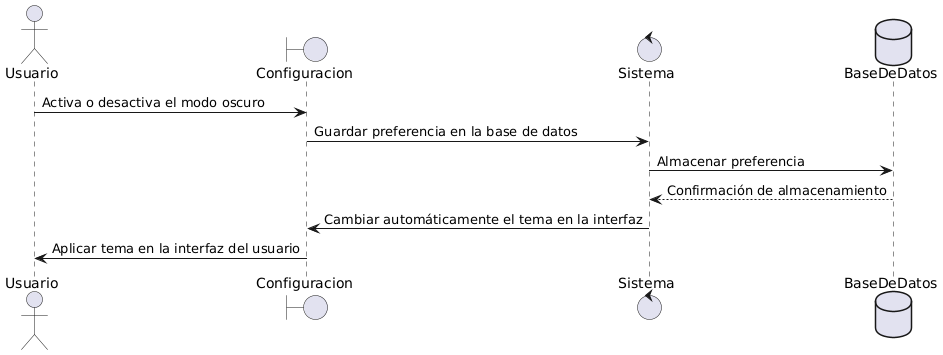 Usuario
Configuracion
Sistema
BaseDeDatos
Activa o desactiva el modo oscuro
Guardar preferencia en la base de datos
Almacenar preferencia
Confirmación de almacenamiento
Cambiar automáticamente el tema en la interfaz
Aplicar tema en la interfaz del usuario
Usuario
Configuracion
Sistema
BaseDeDatos